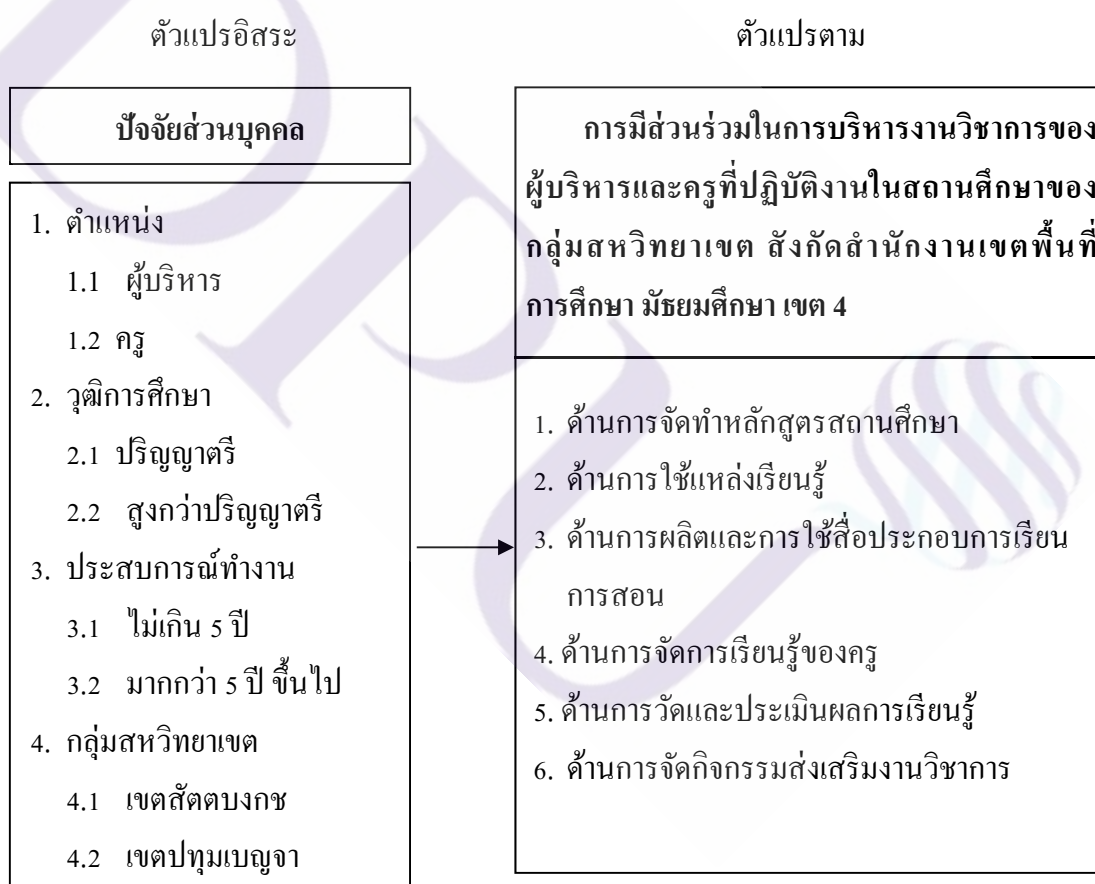 ตัวแปรอิสระ
ปัจจัยส่วนบุคคล
1. ตำแหน่ง
1.1 ผู้บริหาร
1.2 ครู
2. วุฒิการศึกษา
2.1 ปริญญาตรี
2.2 สูงกว่าปริญญาตรี
3. ประสบการณ์ทำงาน
3.1 ไม่เกิน 5 ปี
3.2 มากกว่า 5 ปี ขึ้นไป
4. กลุ่มสหวิทยาเขต
4.1 เขตสัตตบงกช
4.2 เขตปทุมเบญจา
ตัวแปรตาม
การมีส่วนร่วมในการบริหารงานวิชาการของ
ผู้บริหารและครูที่ปฏิบัติงานในสถานศึกษาของ
กลุ่มสหวิทยาเขต สังกัดสำนักงานเขตพื้นที่
การศึกษา มัธยมศึกษา เขต 4
1. ด้านการจัดทำหลักสูตรสถานศึกษา
2. ด้านการใช้แหล่งเรียนรู้
3. ด้านการผลิตและการใช้สื่อประกอบการเรียน
การสอน
4. ด้านการจัดการเรียนรู้ของครู
5. ด้านการวัดและประเมินผลการเรียนรู้
6. ด้านการจัดกิจกรรมส่งเสริมงานวิชาการ
DPU